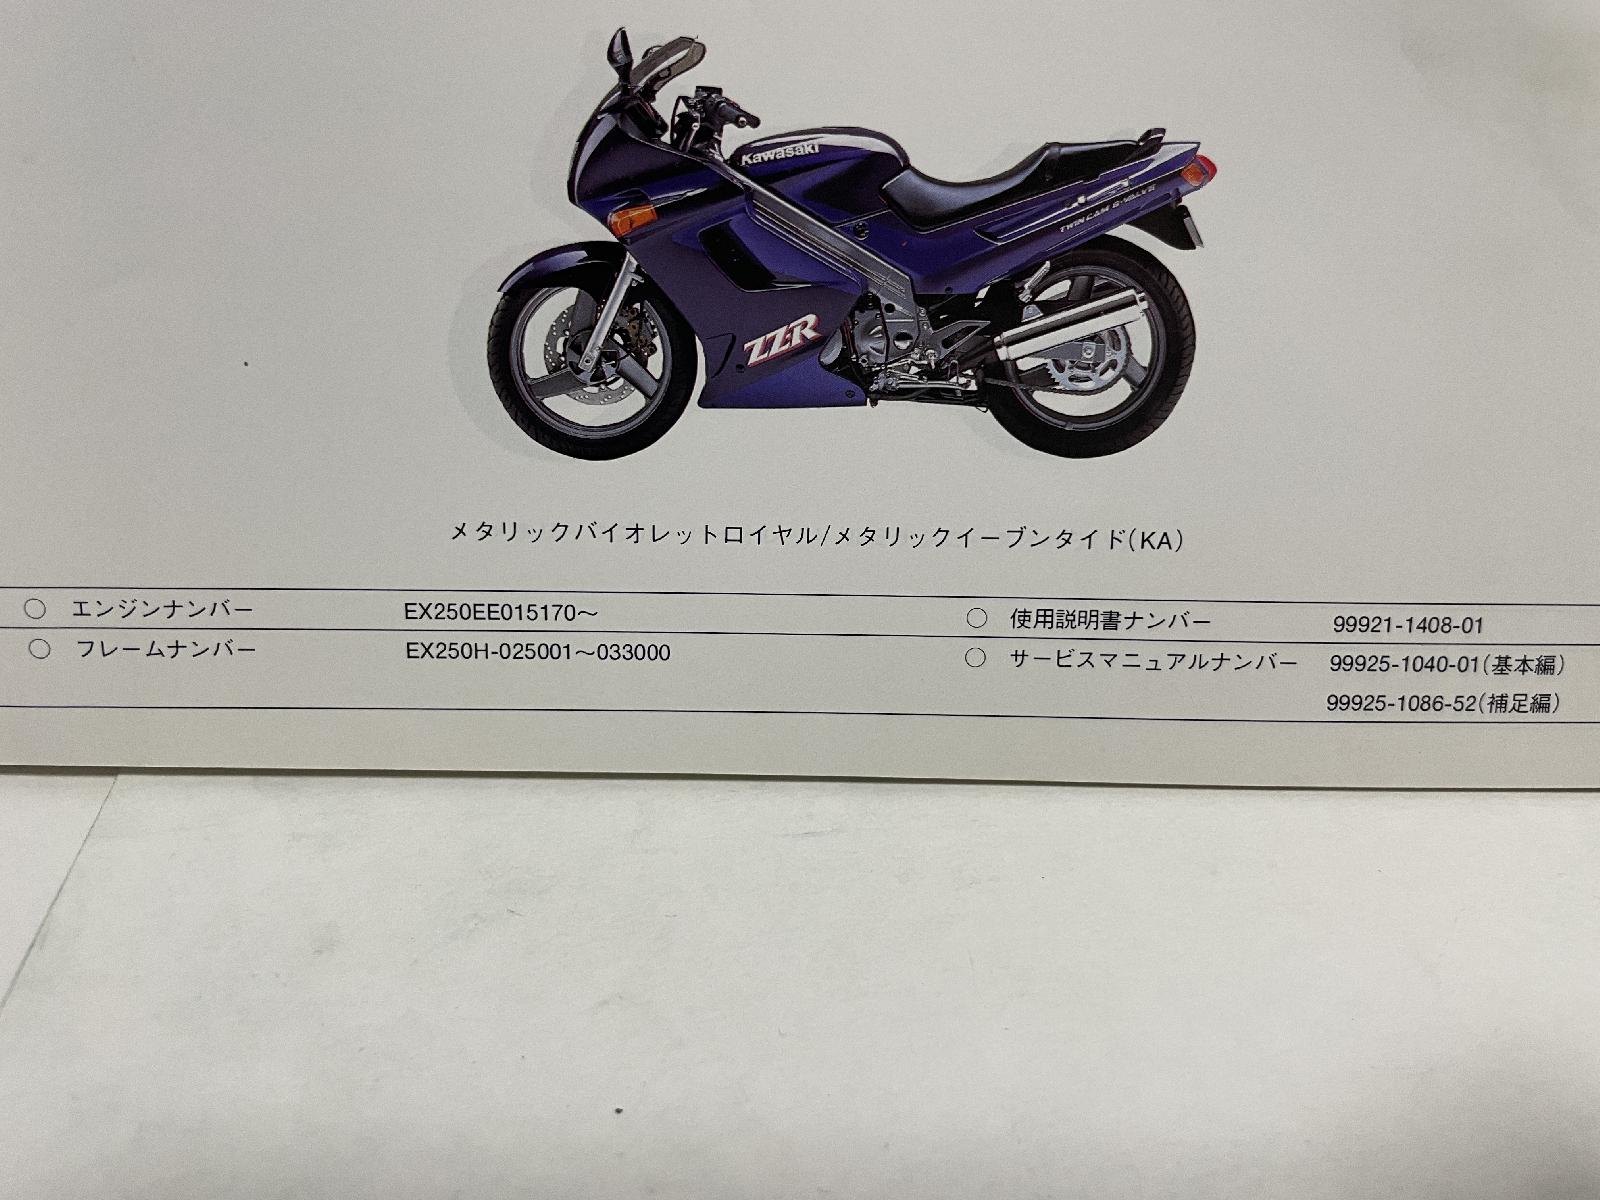 Kawasaki
TWIN CAM 8-VALVE
ZZ-R
メタリックバイオレットロイヤル/メタリックイーブンタイド(KA)
○ エンジンナンバー EX250EE015170〜
○ フレームナンバー EX250H-025001〜033000
○ 使用説明書ナンバー 99921-1408-01
○ サービスマニュアルナンバー 99925-1040-01(基本編)
99925-1086-52(補足編)